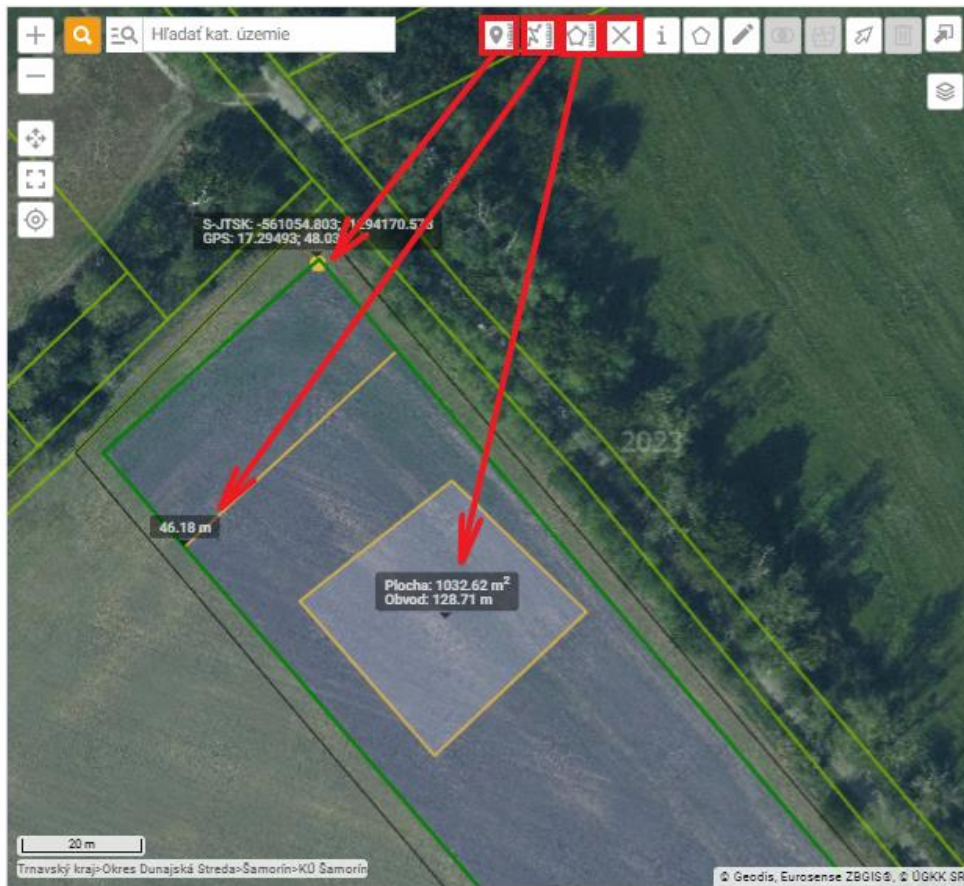 Hľadať kat. územie
i
S-JTSK: -561054.803;
GPS: 17.29493; 48.03
2023
46.18 m
Plocha: 1032.62 m²
Obvod: 128.71 m
20 m
Trnavský kraj>Okres Dunajská Streda>Šamorín>KÚ Šamorín
© Geodis, Eurosense ZBGIS®, © ÚGKK SR